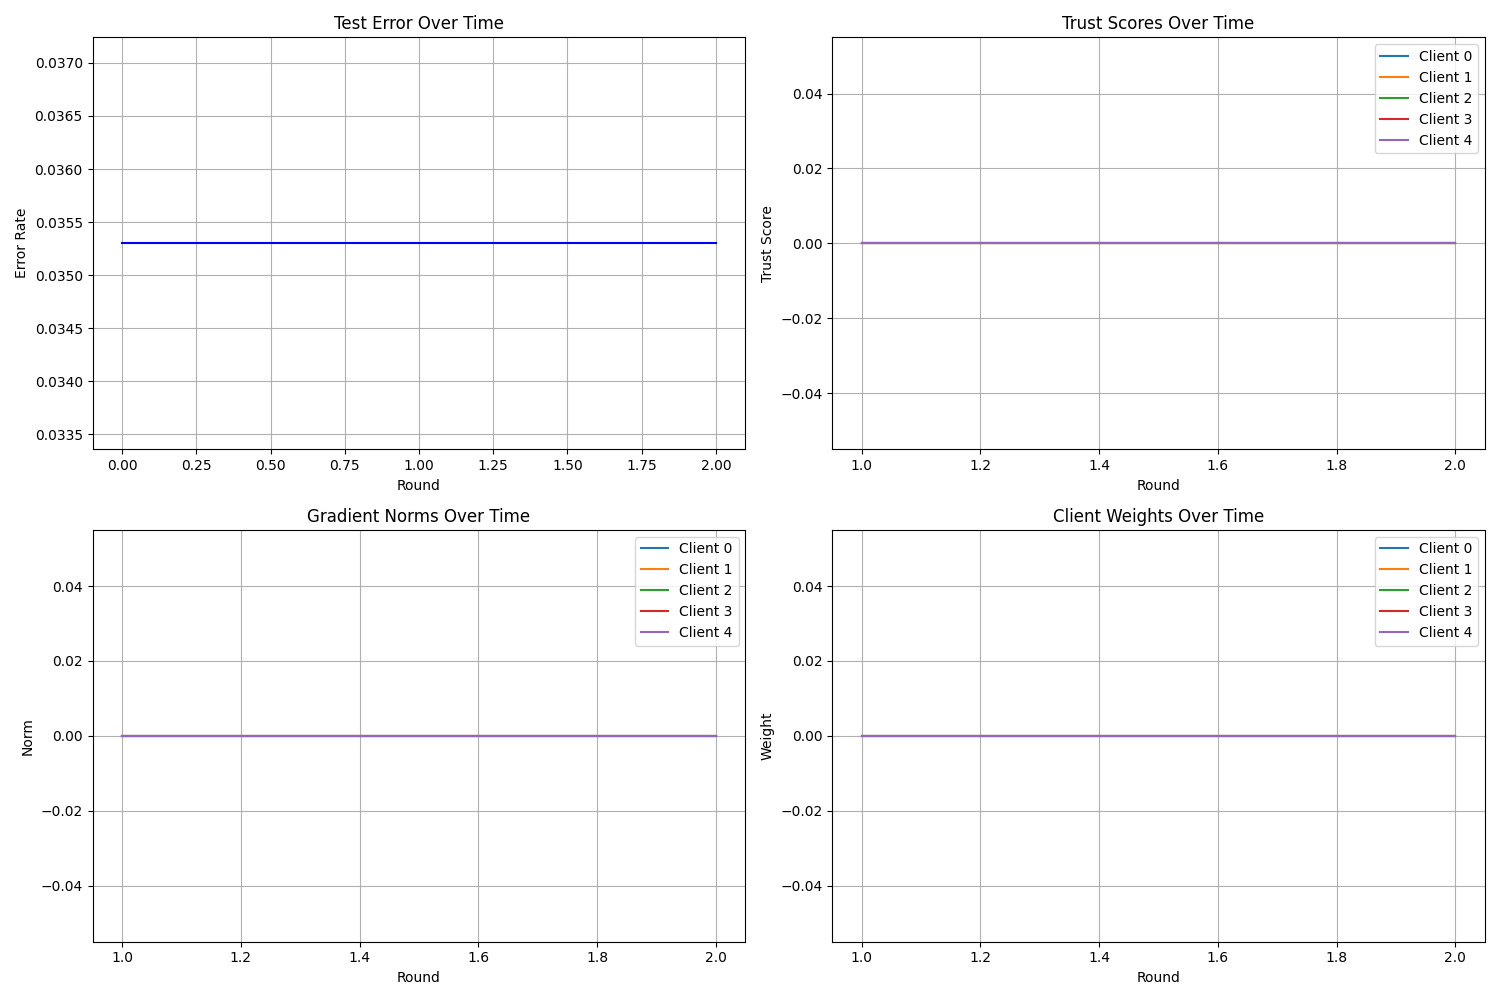 Test Error Over Time
0.0370
0.0365
0.0360
0.0355
0.0350
0.0345
0.0340
0.0335
Error Rate
0.00 0.25 0.50 0.75 1.00 1.25 1.50 1.75 2.00
Round
Trust Scores Over Time
Client 0
Client 1
Client 2
Client 3
Client 4
0.04
0.02
0.00
−0.02
−0.04
Trust Score
1.0 1.2 1.4 1.6 1.8 2.0
Round
Gradient Norms Over Time
Client 0
Client 1
Client 2
Client 3
Client 4
0.04
0.02
0.00
−0.02
−0.04
Norm
1.0 1.2 1.4 1.6 1.8 2.0
Round
Client Weights Over Time
Client 0
Client 1
Client 2
Client 3
Client 4
0.04
0.02
0.00
−0.02
−0.04
Weight
1.0 1.2 1.4 1.6 1.8 2.0
Round